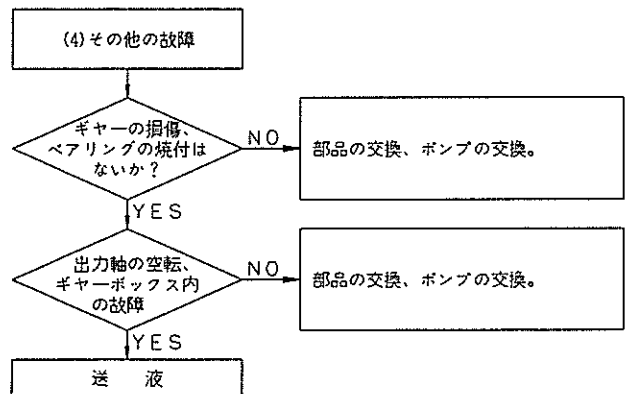 (4)その他の故障
ギヤーの損傷、
ベアリングの焼付は
ないか？
NO
部品の交換、ポンプの交換。
YES
出力軸の空転、
ギヤーボックス内
の故障
NO
部品の交換、ポンプの交換。
YES
送　液